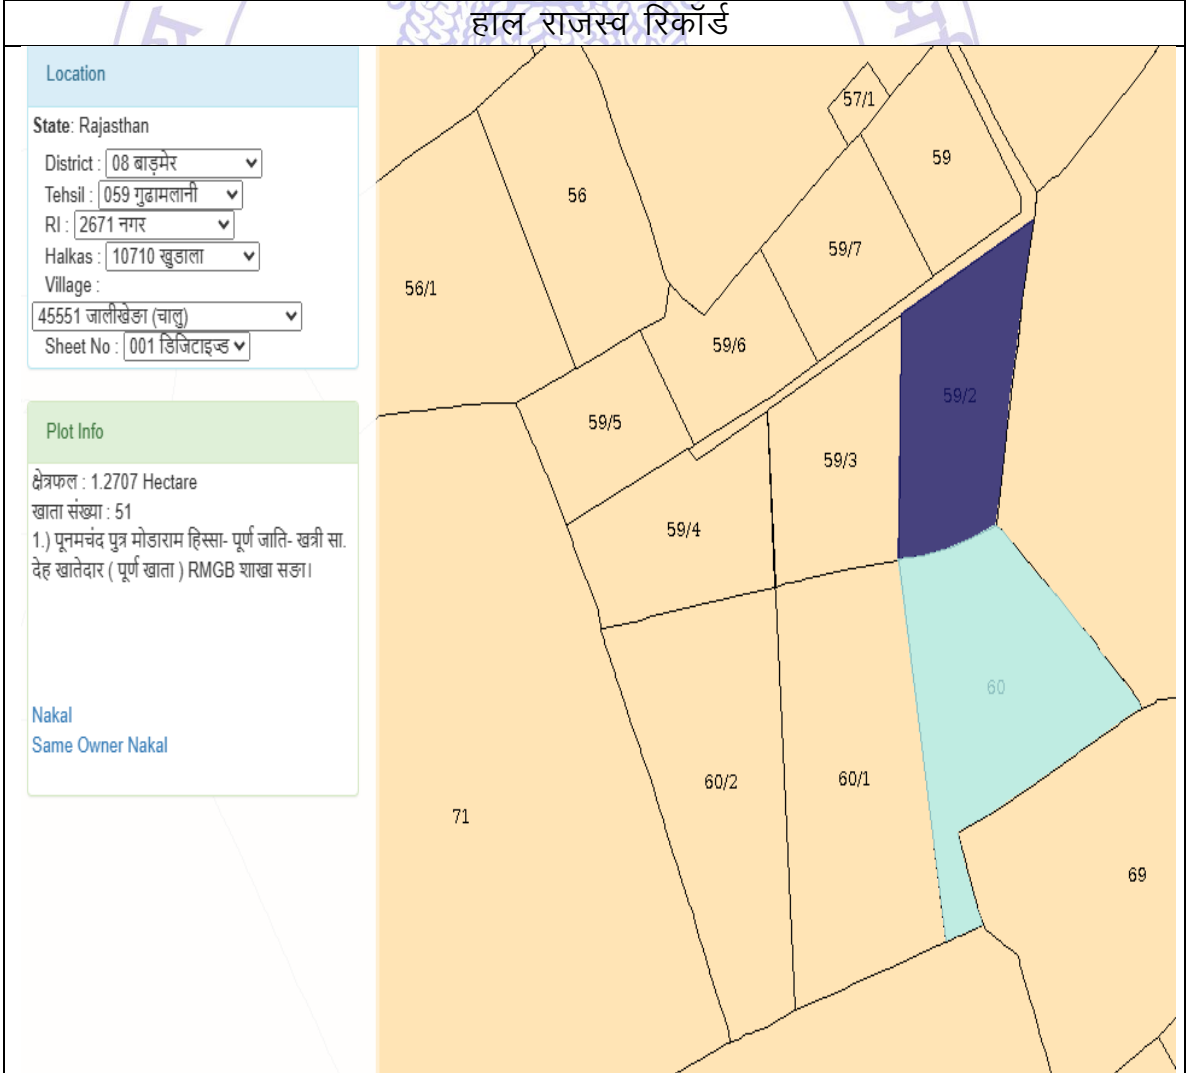 हाल राजस्व रिकॉर्ड
Location
State: Rajasthan
District : 08 बाड़मेर
Tehsil : 059 गुढामलानी
RI : 2671 नगर
Halkas : 10710 खुडाला
Village :
45551 जालीखेङा (चालु)
Sheet No : 001 डिजिटाइज्ड
Plot Info
क्षेत्रफल : 1.2707 Hectare
खाता संख्या : 51
1.) पूनमचंद पुत्र मोडाराम हिस्सा- पूर्ण जाति- खत्री सा.
देह खातेदार ( पूर्ण खाता ) RMGB शाखा सङा।
Nakal
Same Owner Nakal
57/1
59
56
59/7
56/1
59/6
59/2
59/5
59/3
59/4
60
60/2
60/1
71
69